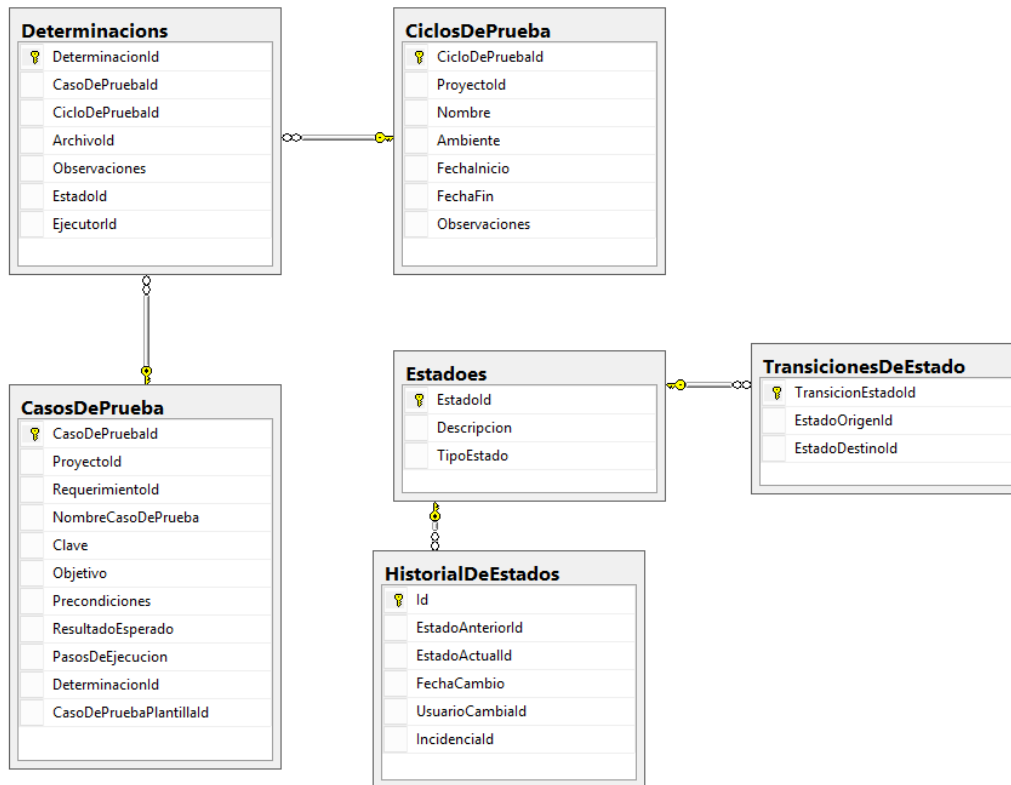 Determinacions
DeterminacionId
CasoDePruebaId
CicloDePruebaId
ArchivoId
Observaciones
EstadoId
EjecutorId
CiclosDePrueba
CicloDePruebaId
ProyectoId
Nombre
Ambiente
FechaInicio
FechaFin
Observaciones
CasosDePrueba
CasoDePruebaId
ProyectoId
RequerimientoId
NombreCasoDePrueba
Clave
Objetivo
Precondiciones
ResultadoEsperado
PasosDeEjecucion
DeterminacionId
CasoDePruebaPlantillaId
Estadoes
EstadoId
Descripcion
TipoEstado
TransicionesDeEstado
TransicionEstadoId
EstadoOrigenId
EstadoDestinoId
HistorialDeEstados
Id
EstadoAnteriorId
EstadoActualId
FechaCambio
UsuarioCambiaId
IncidenciaId